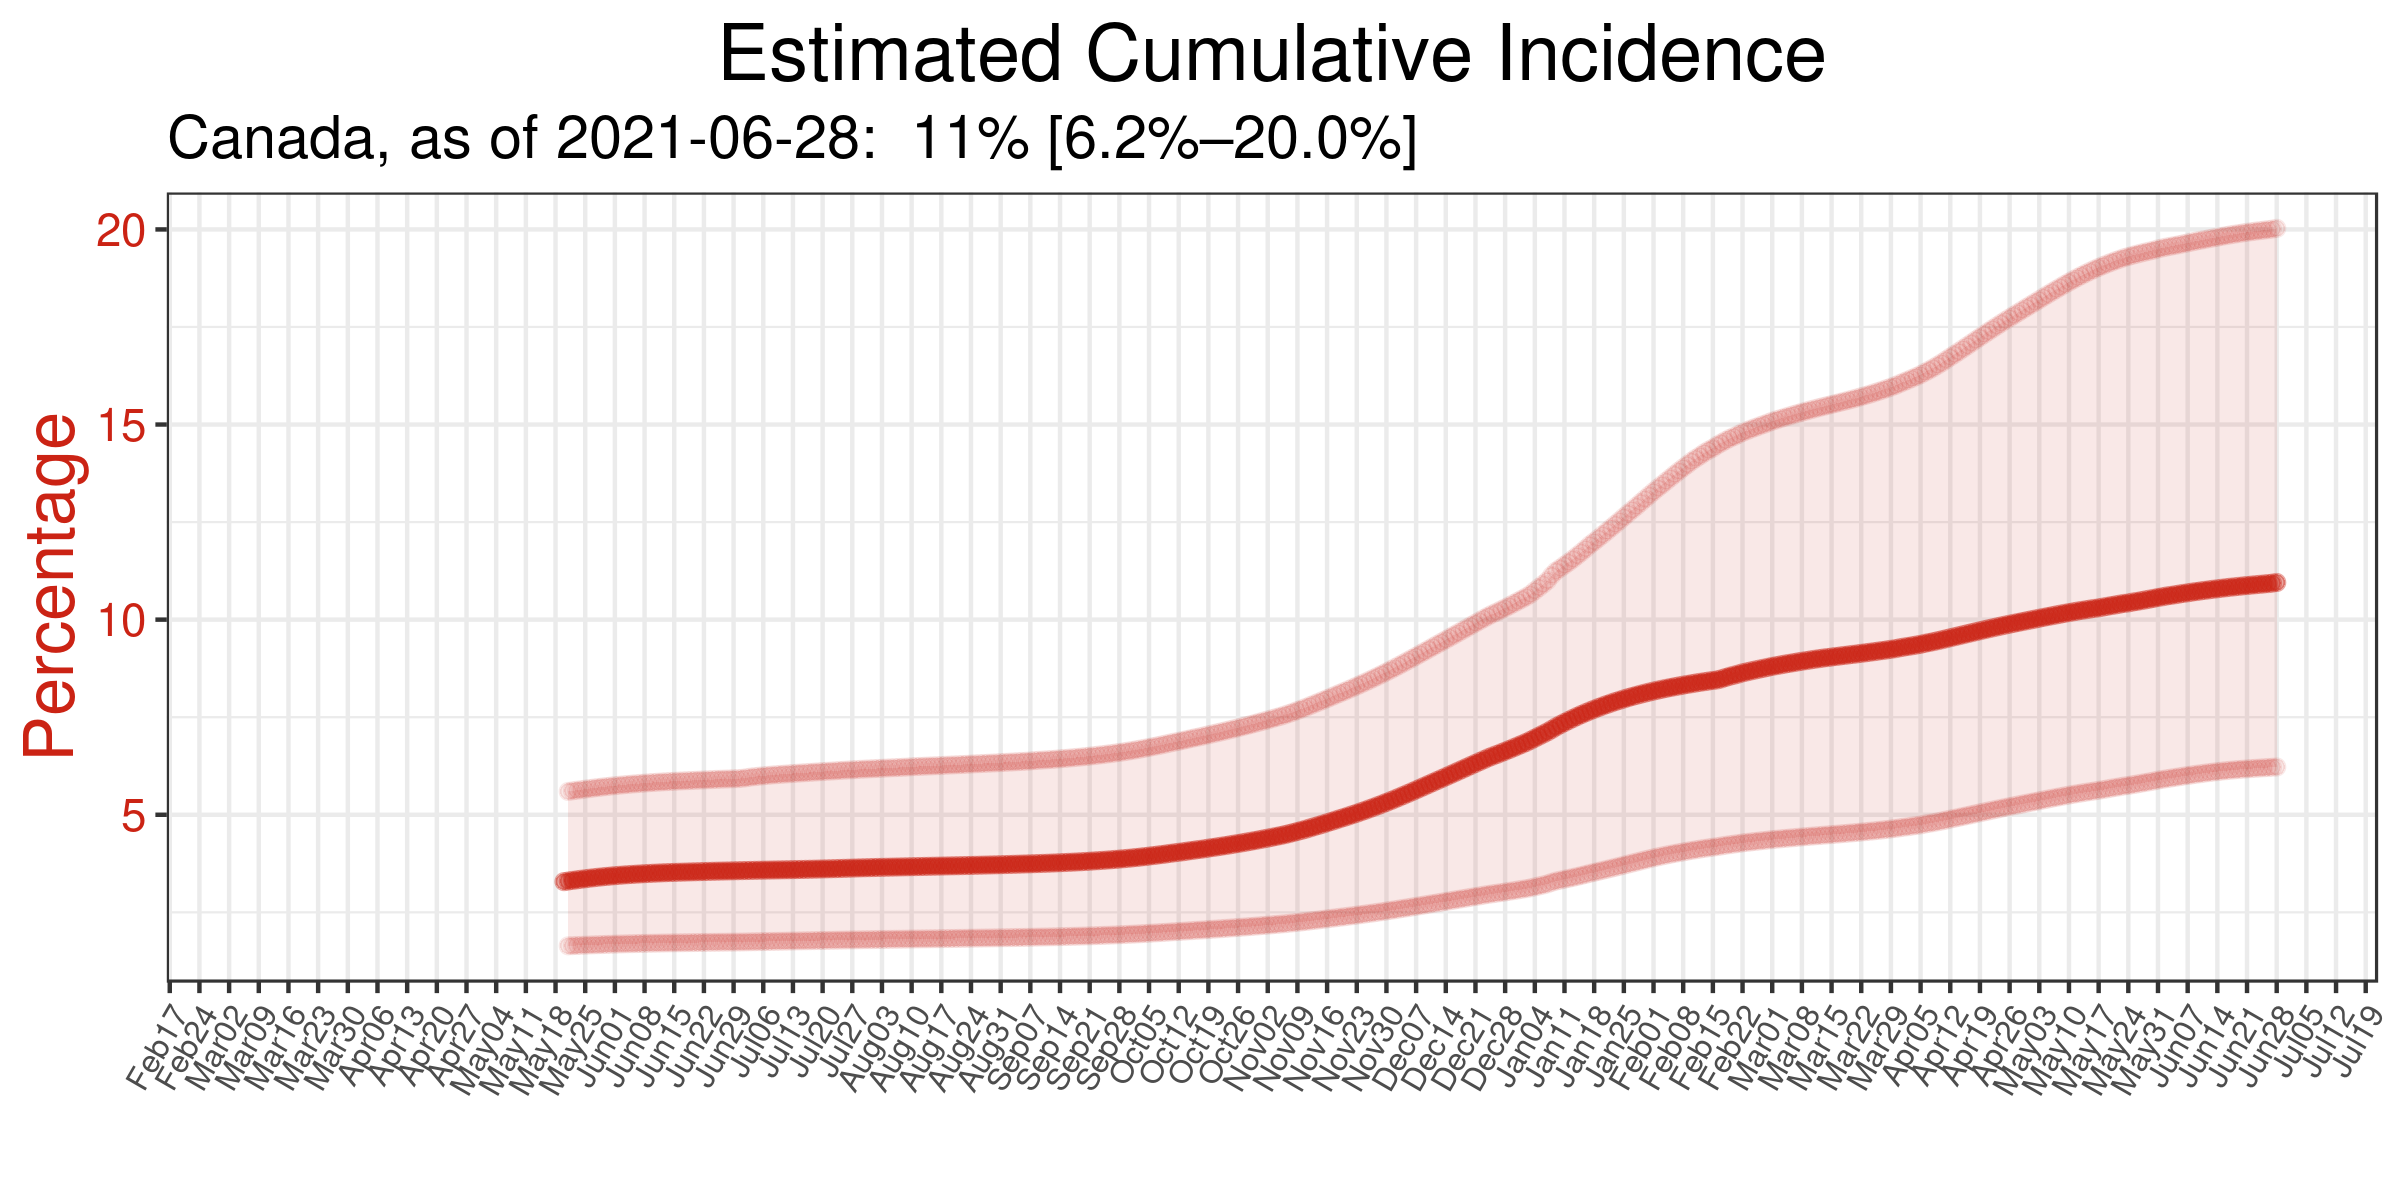 Estimated Cumulative Incidence
Canada, as of 2021-06-28:  11% [6.2%–20.0%]
Percentage
20
15
10
5
Feb17
Feb24
Mar02
Mar09
Mar16
Mar23
Mar30
Apr06
Apr13
Apr20
Apr27
May04
May11
May18
May25
Jun01
Jun08
Jun15
Jun22
Jun29
Jul06
Jul13
Jul20
Jul27
Aug03
Aug10
Aug17
Aug24
Aug31
Sep07
Sep14
Sep21
Sep28
Oct05
Oct12
Oct19
Oct26
Nov02
Nov09
Nov16
Nov23
Nov30
Dec07
Dec14
Dec21
Dec28
Jan04
Jan11
Jan18
Jan25
Feb01
Feb08
Feb15
Feb22
Mar01
Mar08
Mar15
Mar22
Mar29
Apr05
Apr12
Apr19
Apr26
May03
May10
May17
May24
May31
Jun07
Jun14
Jun21
Jun28
Jul05
Jul12
Jul19